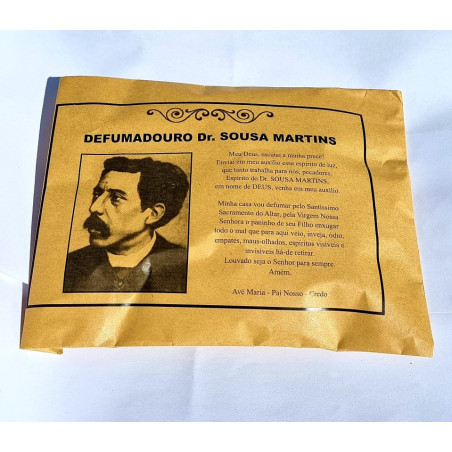 DEFUMADOURO Dr. SOUSA MARTINS
Meu Deus, escutai a minha prece!
Enviai em meu auxílio esse espírito de luz,
que tanto trabalha para nós, pecadores.
Espírito do Dr. SOUSA MARTINS,
em nome de DEUS, venha em meu auxílio.
Minha casa vou defumar pelo Santíssimo
Sacramento do Altar, pela Virgem Nossa
Senhora o paninho de seu Filho enxugar
todo o mal que para aqui veio, inveja, ódio,
empates, maus-olhados, espíritos visíveis e
invisíveis há-de retirar.
Louvado seja o Senhor para sempre.
Amém.
Avé Maria - Pai Nosso - Credo